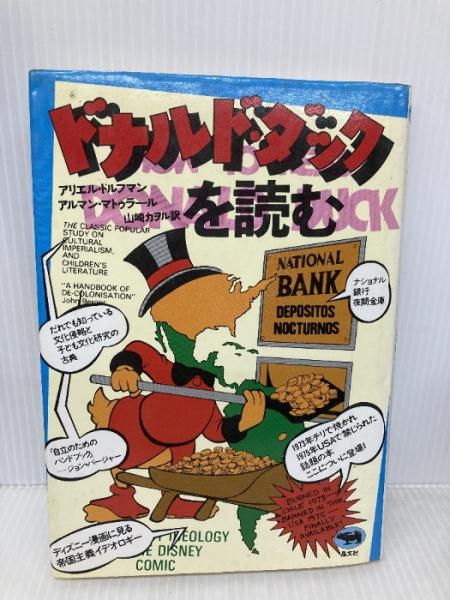 ドナルド・ダック
を読む
アリエル・ドルフマン
アルマン・マトゥラール
山崎カヲル訳
THE CLASSIC POPULAR
STUDY ON
CULTURAL
IMPERIALISM,
AND
CHILDREN'S
LITERATURE
"A HANDBOOK OF
DE-COLONISATION"
John Berger
だれでも知っている
文化侵略と
子ども文化研究の
古典
「自立のための
ハンドブック」
――ジョン・バージャー
ディズニー漫画に見る
帝国主義イデオロギー
NATIONAL
BANK
DEPOSITOS
NOCTURNOS
ナショナル
銀行
夜間金庫
1973年チリで焼かれ
1975年USAで禁じられた
話題の本、
ここについに登場!
BURNED IN
CHILE 1973—
BANNED IN THE
USA 1975—
FINALLY
AVAILABLE!
DISNEY
COMIC
晶文社